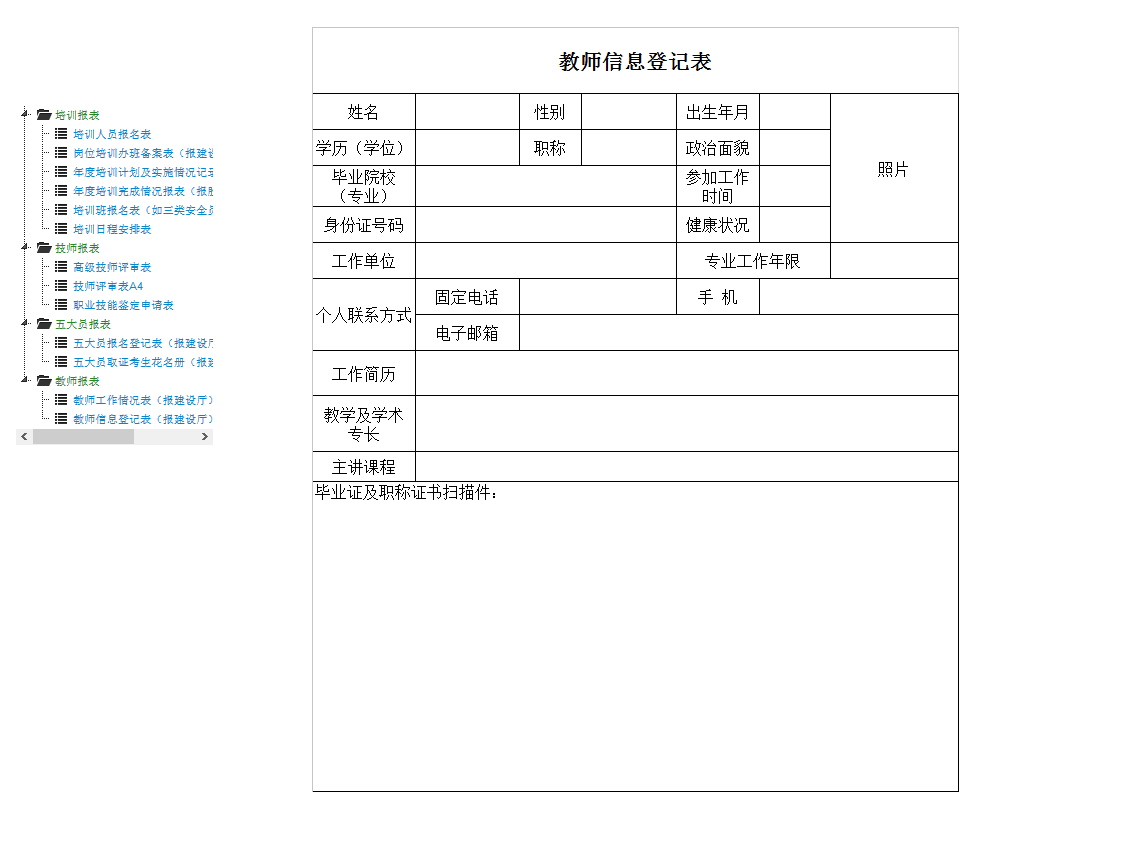 培训报表
培训人员报名表
岗位培训办班备案表（报建
年度培训计划及实施情况记
年度培训完成情况报表（报
培训班报名表（如三类安全员
培训日程安排表
技师报表
高级技师评审表
技师评审表A4
职业技能鉴定申请表
五大员报表
五大员报名登记表（报建设厅
五大员取证考生花名册（报建
教师报表
教师工作情况表（报建设厅）
教师信息登记表（报建设厅）
教师信息登记表
姓名 性别 出生年月
学历（学位） 职称 政治面貌
照片
毕业院校 参加工作
（专业） 时间
身份证号码 健康状况
工作单位 专业工作年限
个人联系方式 固定电话 手 机
电子邮箱
工作简历
教学及学术
专长
主讲课程
毕业证及职称证书扫描件：